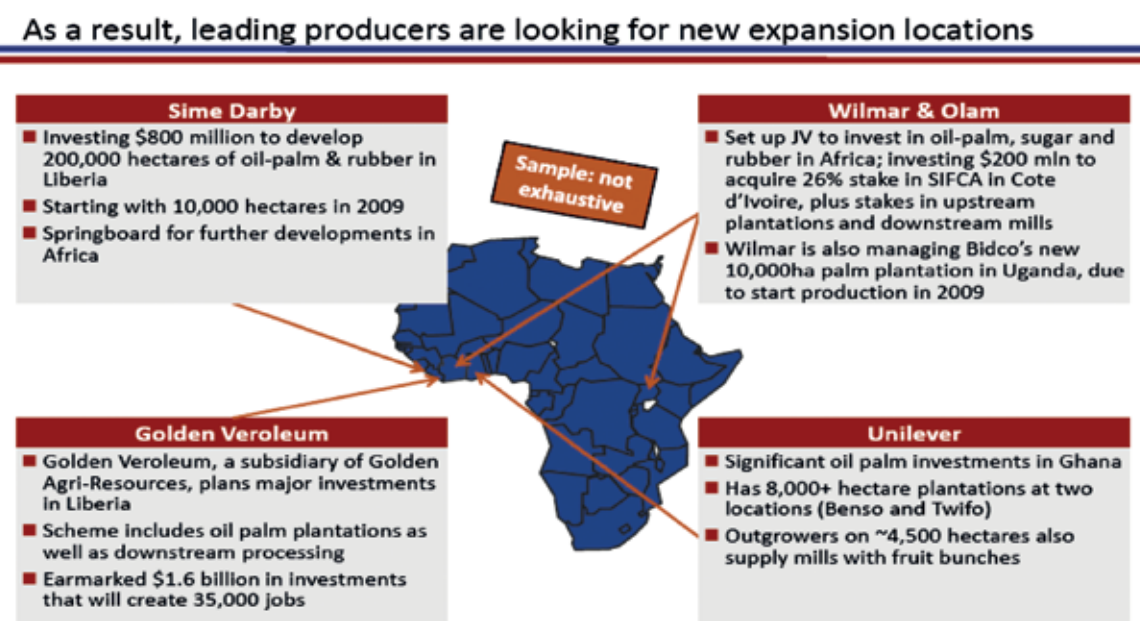 As a result, leading producers are looking for new expansion locations
Sime Darby
Investing $800 million to develop
200,000 hectares of oil-palm & rubber in
Liberia
Starting with 10,000 hectares in 2009
Springboard for further developments in
Africa
Sample: not
exhaustive
Wilmar & Olam
Set up JV to invest in oil-palm, sugar and
rubber in Africa; investing $200 mln to
acquire 26% stake in SIFCA in Cote
d’Ivoire, plus stakes in upstream
plantations and downstream mills
Wilmar is also managing Bidco’s new
10,000ha palm plantation in Uganda, due
to start production in 2009
Golden Veroleum
Golden Veroleum, a subsidiary of Golden
Agri-Resources, plans major investments
in Liberia
Scheme includes oil palm plantations as
well as downstream processing
Earmarked $1.6 billion in investments
that will create 35,000 jobs
Unilever
Significant oil palm investments in Ghana
Has 8,000+ hectare plantations at two
locations (Benso and Twifo)
Outgrowers on ~4,500 hectares also
supply mills with fruit bunches